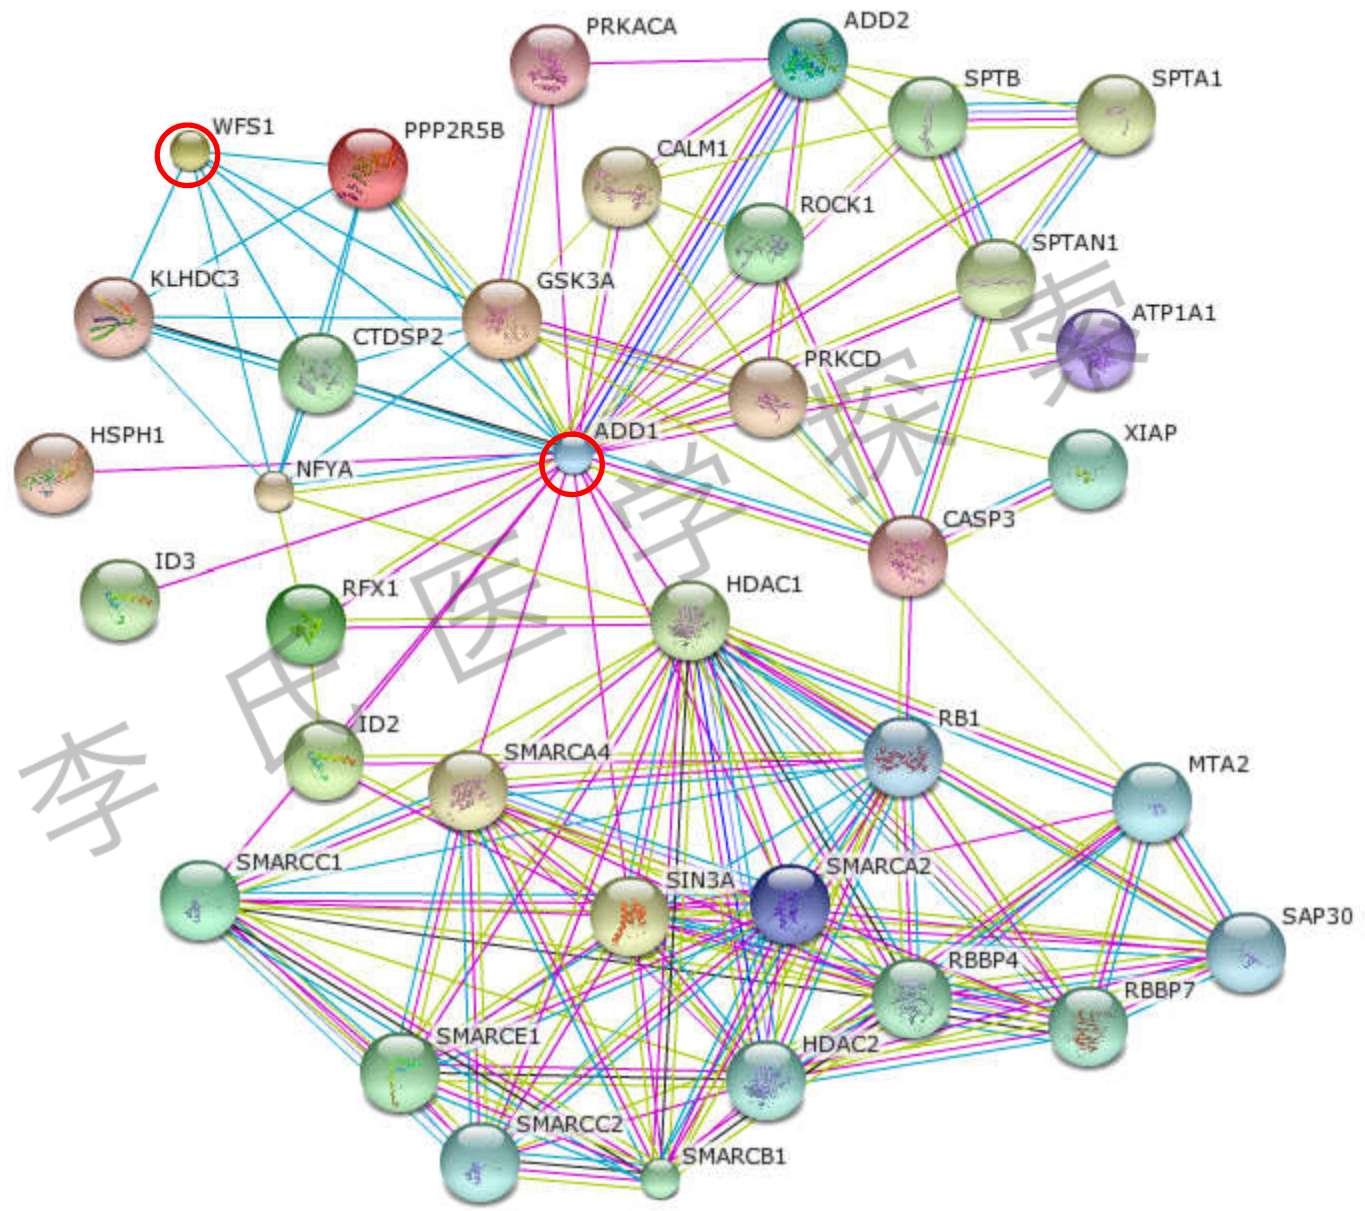 PRKACA
ADD2
SPTB
SPTA1
WFS1
PPP2R5B
CALM1
ROCK1
SPTAN1
KLHDC3
GSK3A
ATP1A1
CTDSP2
PRKCD
HSPH1
ADD1
XIAP
NFYA
CASP3
ID3
RFX1
HDAC1
ID2
RB1
SMARCA4
MTA2
SMARCC1
SIN3A
SMARCA2
SAP30
RBBP4
RBBP7
SMARCE1
HDAC2
SMARCC2
SMARCB1
李氏医学探索